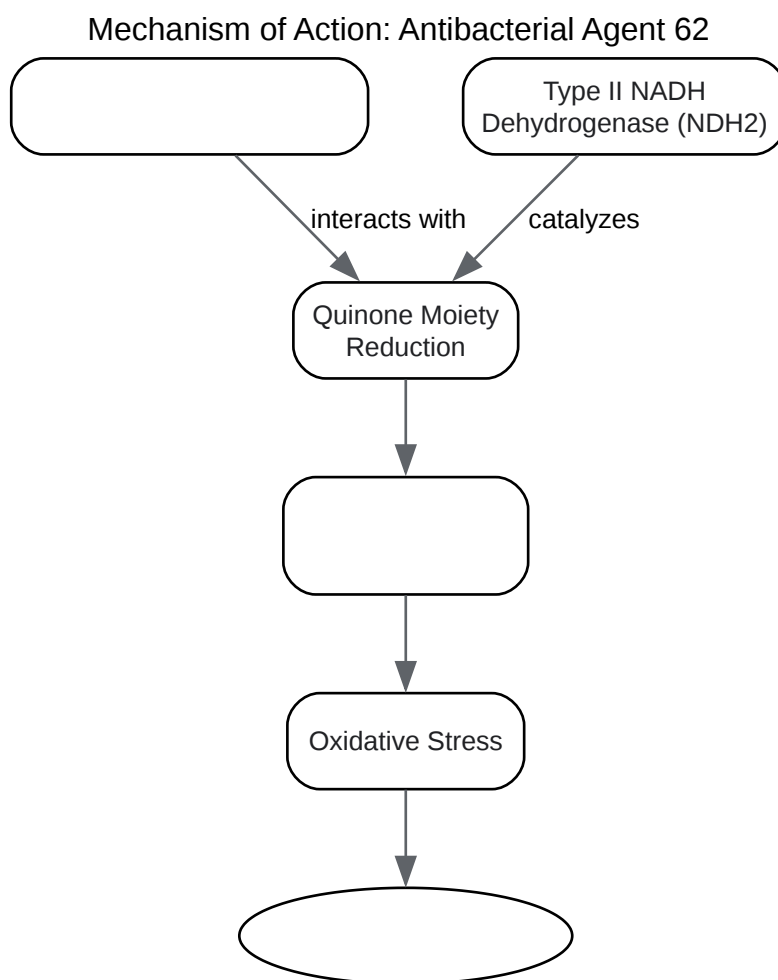 Mechanism of Action: Antibacterial Agent 62
Type II NADH
Dehydrogenase (NDH2)
interacts with
catalyzes
Quinone Moiety
Reduction
Oxidative Stress